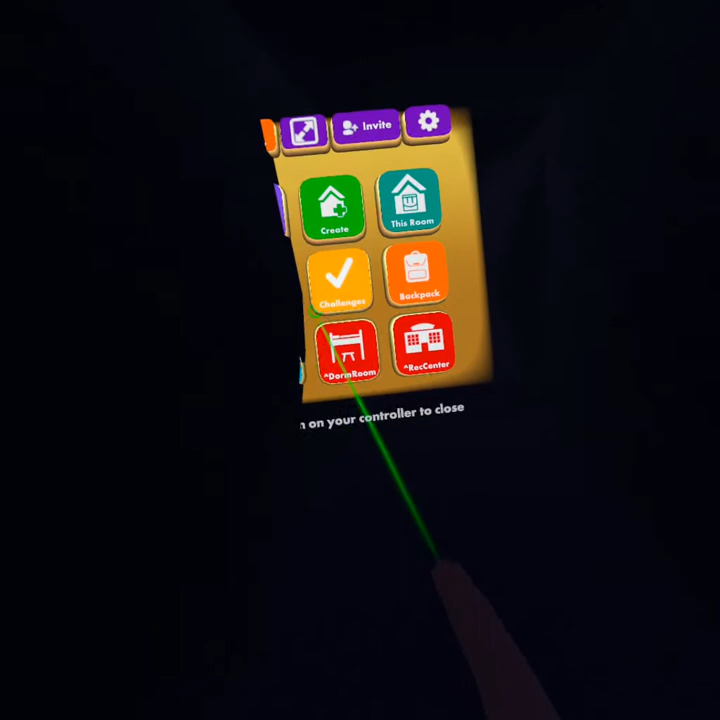 Invite
Create
This Room
Challenges
Backpack
^DormRoom
^RecCenter
on your controller to close